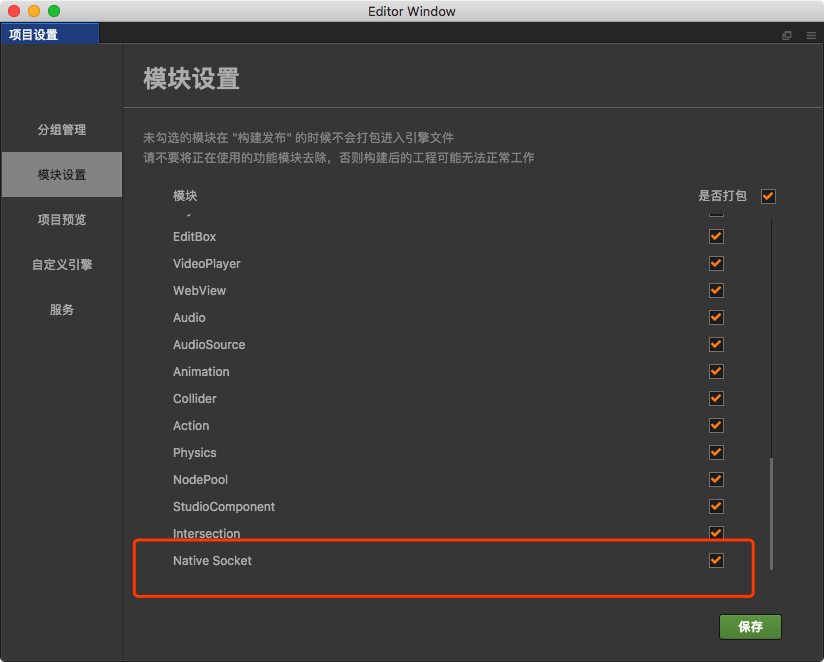 Editor Window
项目设置
模块设置
分组管理
模块设置
项目预览
自定义引擎
服务
未勾选的模块在 "构建发布" 的时候不会打包进入引擎文件
请不要将正在使用的功能模块去除，否则构建后的工程可能无法正常工作
模块 是否打包
EditBox
VideoPlayer
WebView
Audio
AudioSource
Animation
Collider
Action
Physics
NodePool
StudioComponent
Intersection
Native Socket
保存